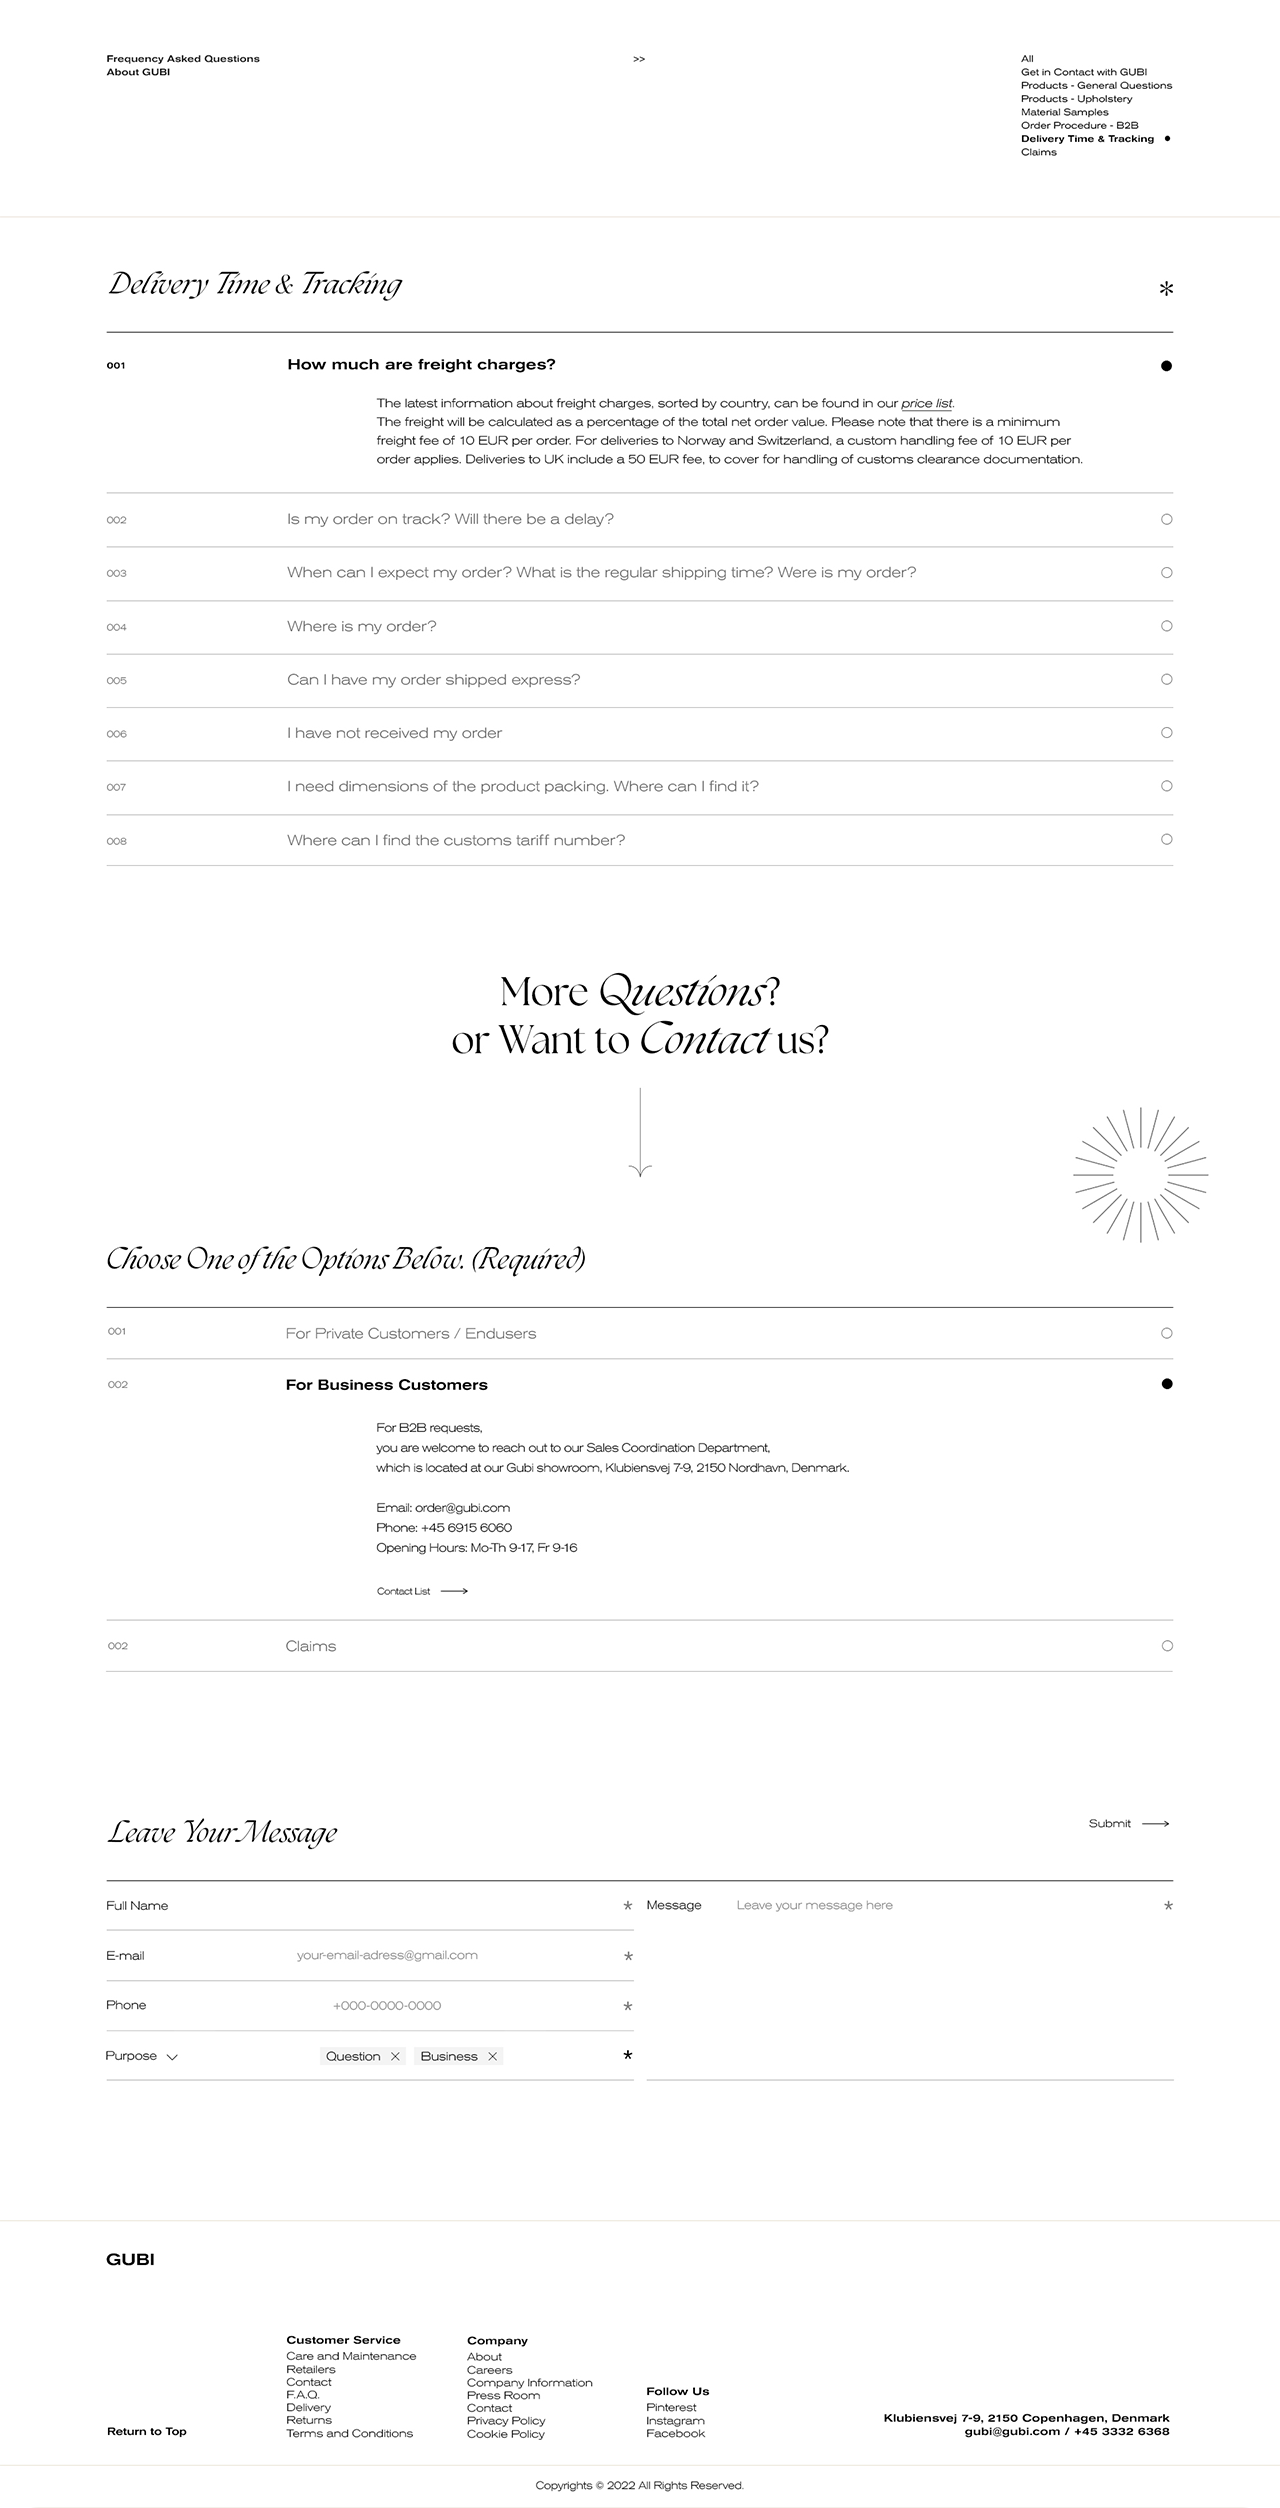 Frequency Asked Questions
About GUBI
>>
All
Get in Contact with GUBI
Products - General Questions
Products - Upholstery
Material Samples
Order Procedure - B2B
Delivery Time & Tracking
Claims
Delivery Time & Tracking
*
001 How much are freight charges?
The latest information about freight charges, sorted by country, can be found in our price list.
The freight will be calculated as a percentage of the total net order value. Please note that there is a minimum
freight fee of 10 EUR per order. For deliveries to Norway and Switzerland, a custom handling fee of 10 EUR per
order applies. Deliveries to UK include a 50 EUR fee, to cover for handling of customs clearance documentation.
002 Is my order on track? Will there be a delay?
003 When can I expect my order? What is the regular shipping time? Were is my order?
004 Where is my order?
005 Can I have my order shipped express?
006 I have not received my order
007 I need dimensions of the product packing. Where can I find it?
008 Where can I find the customs tariff number?
More Questions?
or Want to Contact us?
Choose One of the Options Below. (Required)
001 For Private Customers / Endusers
002 For Business Customers
For B2B requests,
you are welcome to reach out to our Sales Coordination Department,
which is located at our Gubi showroom, Klubiensvej 7-9, 2150 Nordhavn, Denmark.
Email: order@gubi.com
Phone: +45 6915 6060
Opening Hours: Mo-Th 9-17, Fr 9-16
Contact List
002 Claims
Leave Your Message
Submit
Full Name *
E-mail your-email-adress@gmail.com *
Phone +000-0000-0000 *
Purpose Question Business *
Message Leave your message here *
GUBI
Return to Top
Customer Service
Care and Maintenance
Retailers
Contact
F.A.Q.
Delivery
Returns
Terms and Conditions
Company
About
Careers
Company Information
Press Room
Contact
Privacy Policy
Cookie Policy
Follow Us
Pinterest
Instagram
Facebook
Klubiensvej 7-9, 2150 Copenhagen, Denmark
gubi@gubi.com / +45 3332 6368
Copyrights © 2022 All Rights Reserved.